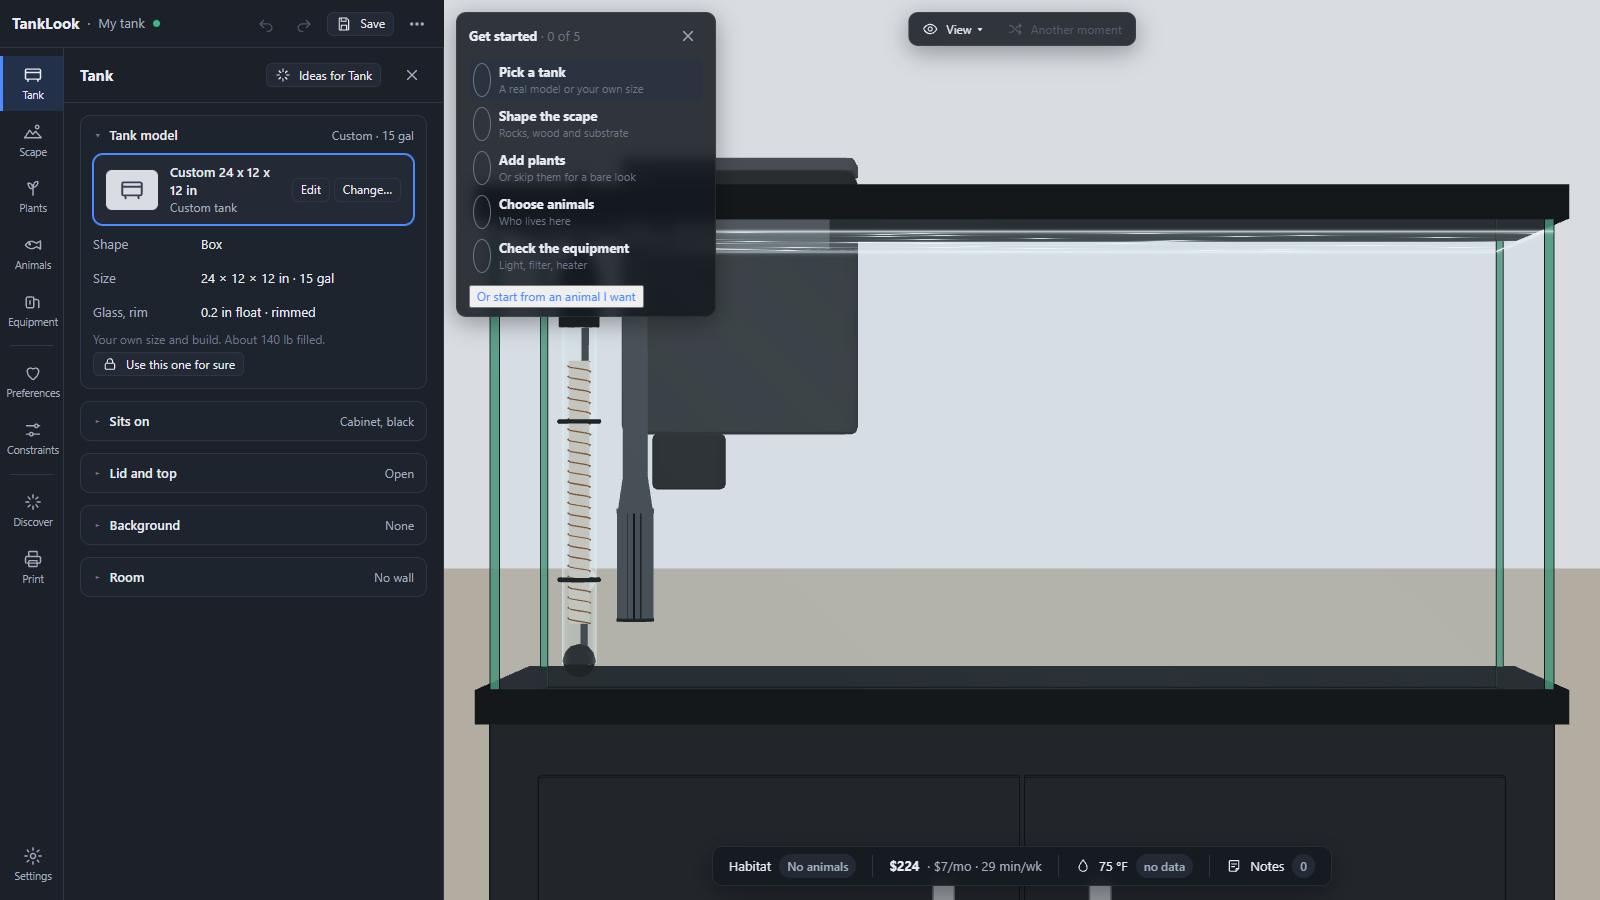 TankLook · My tank
Save
Tank
Scape
Plants
Animals
Equipment
Preferences
Constraints
Discover
Print
Settings
Tank
Ideas for Tank
Tank model
Custom · 15 gal
Custom 24 x 12 x
12 in
Custom tank
Edit
Change...
Shape
Box
Size
24 × 12 × 12 in · 15 gal
Glass, rim
0.2 in float · rimmed
Your own size and build. About 140 lb filled.
Use this one for sure
Sits on
Cabinet, black
Lid and top
Open
Background
None
Room
No wall
Get started · 0 of 5
Pick a tank
A real model or your own size
Shape the scape
Rocks, wood and substrate
Add plants
Or skip them for a bare look
Choose animals
Who lives here
Check the equipment
Light, filter, heater
Or start from an animal I want
View
Another moment
Habitat
No animals
$224 · $7/mo · 29 min/wk
75 °F
no data
Notes
0